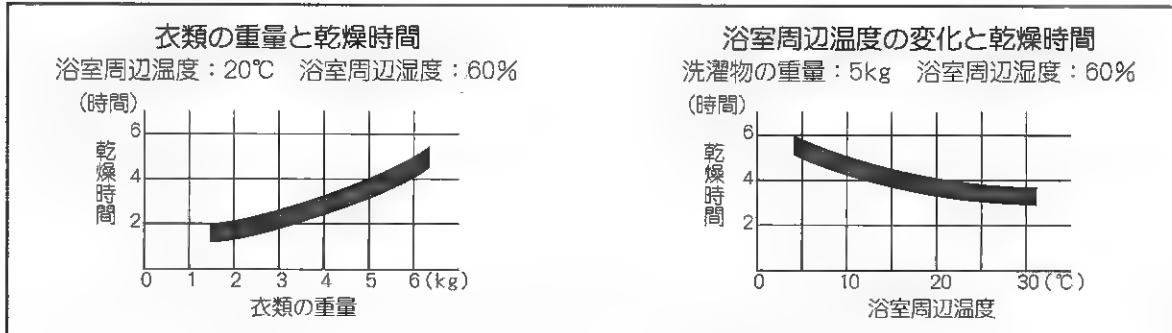 衣類の重量と乾燥時間
浴室周辺温度：20℃　浴室周辺湿度：60%
(時間)
乾燥時間
6
4
2
0 1 2 3 4 5 6(kg)
衣類の重量
浴室周辺温度の変化と乾燥時間
洗濯物の重量：5kg　浴室周辺湿度：60%
(時間)
乾燥時間
6
4
2
0 10 20 30(℃)
浴室周辺温度